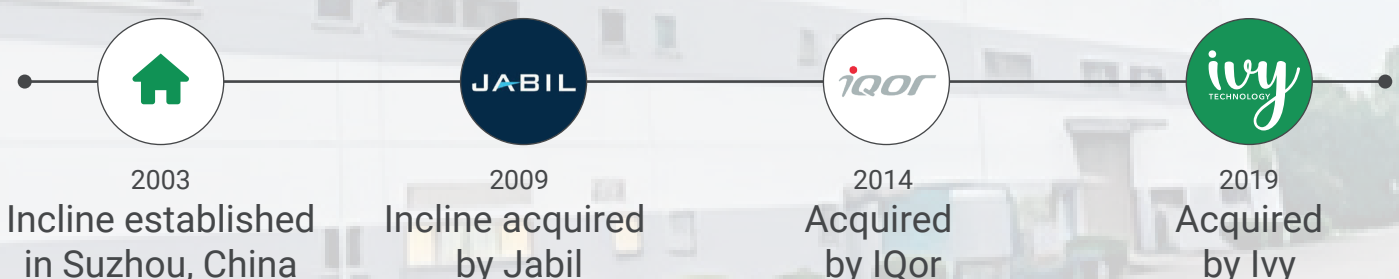 JABIL
iQor
ivy
TECHNOLOGY
2003
Incline established
in Suzhou, China
2009
Incline acquired
by Jabil
2014
Acquired
by IQor
2019
Acquired
by Ivy